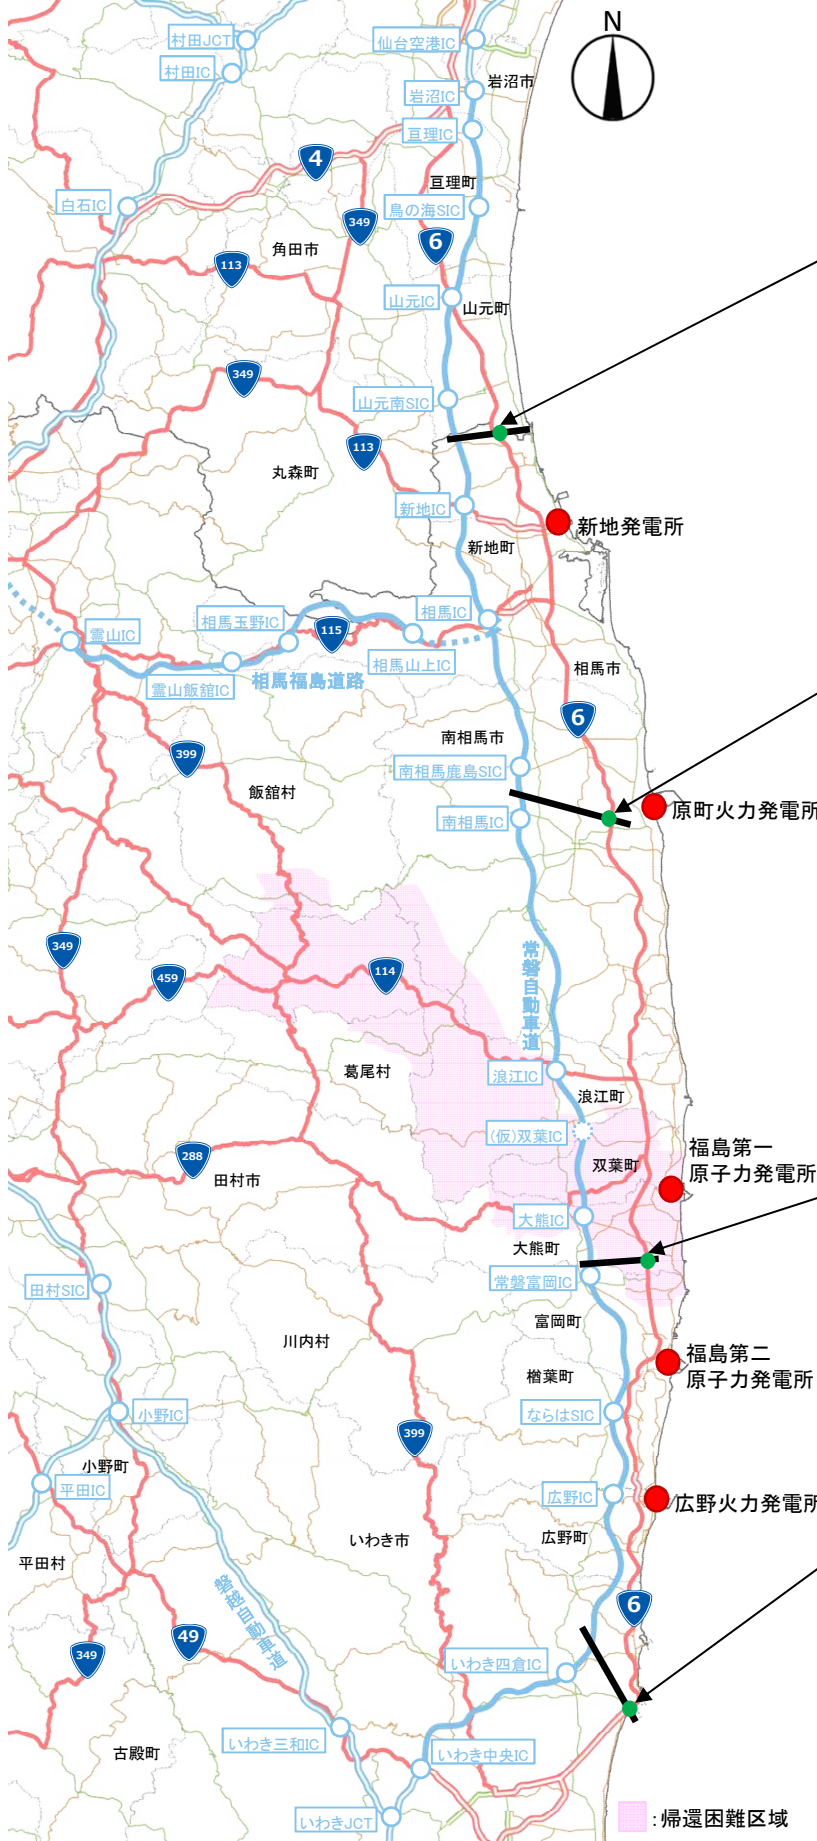 N
村田JCT
仙台空港IC
村田IC
岩沼市
岩沼IC
亘理IC
4
亘理町
白石IC
鳥の海SIC
349
角田市
6
113
山元IC
山元町
349
山元南SIC
113
丸森町
新地IC
新地発電所
新地町
相馬IC
相馬玉野IC
霊山IC
115
相馬山上IC
霊山飯舘IC
相馬福島道路
相馬市
6
南相馬市
399
南相馬鹿島SIC
飯舘村
原町火力発電所
南相馬IC
349
常磐自動車道
114
459
葛尾村
浪江IC
浪江町
(仮)双葉IC
福島第一
原子力発電所
288
双葉町
田村市
大熊IC
大熊町
常磐富岡IC
田村SIC
富岡町
川内村
福島第二
原子力発電所
楢葉町
小野IC
ならはSIC
399
小野町
平田IC
広野IC
広野火力発電所
いわき市
広野町
平田村
磐越自動車道
6
49
349
いわき四倉IC
いわき三和IC
古殿町
いわき中央IC
いわきJCT
:帰還困難区域